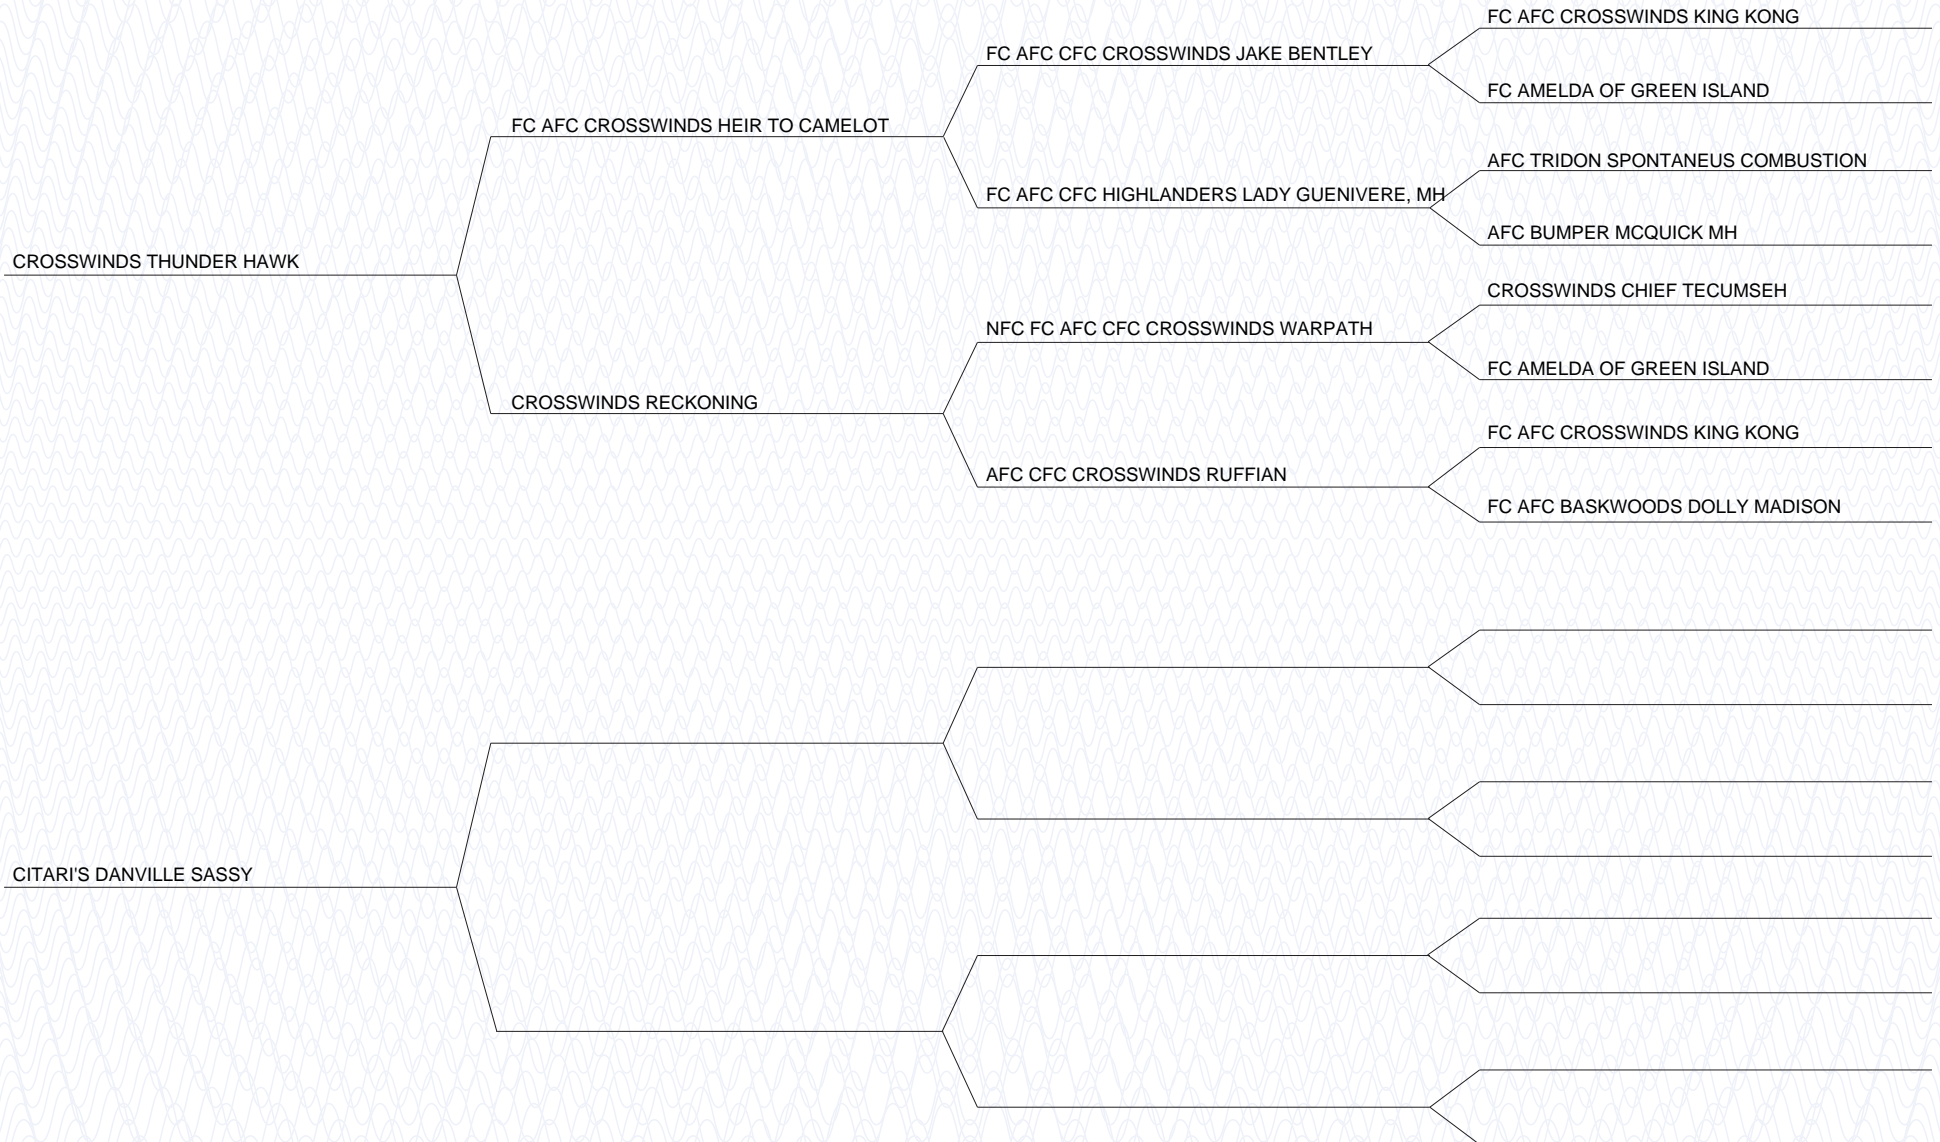 FC AFC CROSSWINDS KING KONG
FC AFC CFC CROSSWINDS JAKE BENTLEY
FC AMELDA OF GREEN ISLAND
FC AFC CROSSWINDS HEIR TO CAMELOT
AFC TRIDON SPONTANEUS COMBUSTION
FC AFC CFC HIGHLANDERS LADY GUENIVERE, MH
AFC BUMPER MCQUICK MH
CROSSWINDS THUNDER HAWK
CROSSWINDS CHIEF TECUMSEH
NFC FC AFC CFC CROSSWINDS WARPATH
FC AMELDA OF GREEN ISLAND
CROSSWINDS RECKONING
FC AFC CROSSWINDS KING KONG
AFC CFC CROSSWINDS RUFFIAN
FC AFC BASKWOODS DOLLY MADISON
CITARI'S DANVILLE SASSY